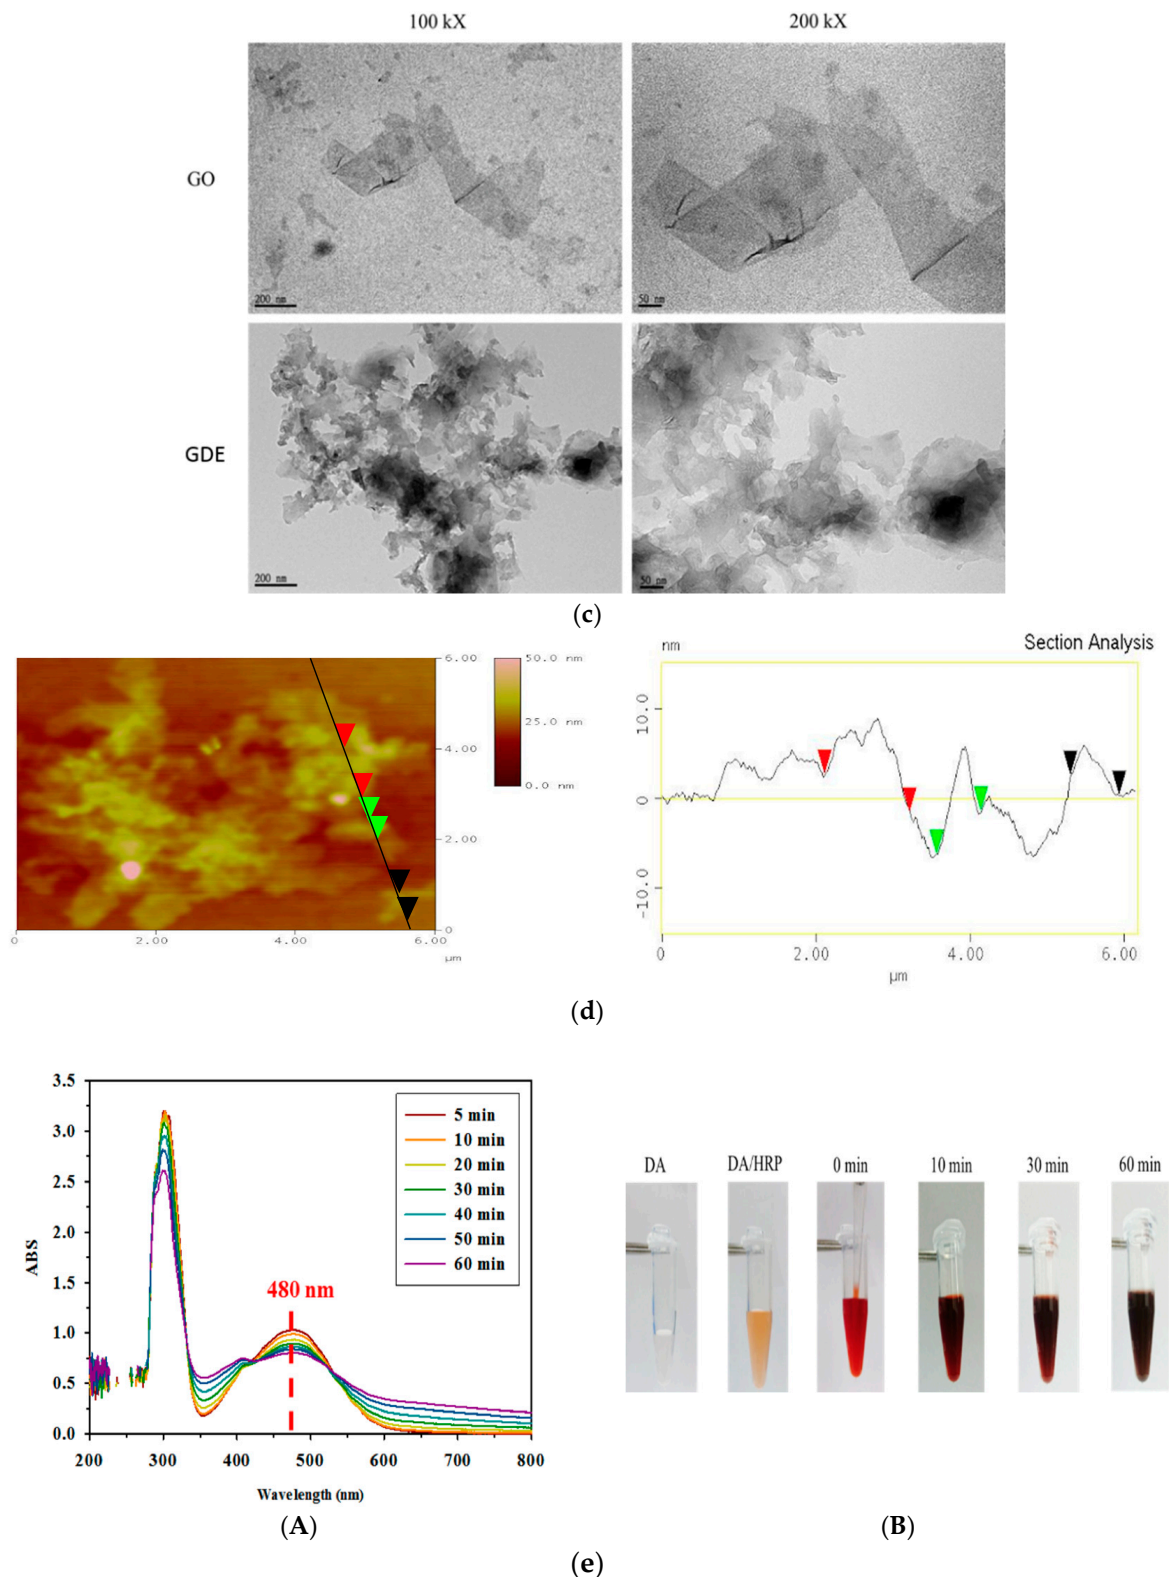 100 kX 200 kX
GO
200 nm 50 nm
GDE
200 nm 50 nm
(c)
nm Section Analysis
6.00 50.0 nm
10.0
4.00 25.0 nm
0
0.0 nm
2.00
-10.0
0
0 2.00 4.00 6.00
µm
0 2.00 4.00 6.00
µm
(d)
3.5
3.0
2.5
2.0
1.5
1.0
0.5
0.0
ABS
5 min
10 min
20 min
30 min
40 min
50 min
60 min
480 nm
200 300 400 500 600 700 800
Wavelength (nm)
DA DA/HRP 0 min 10 min 30 min 60 min
(A) (B)
(e)